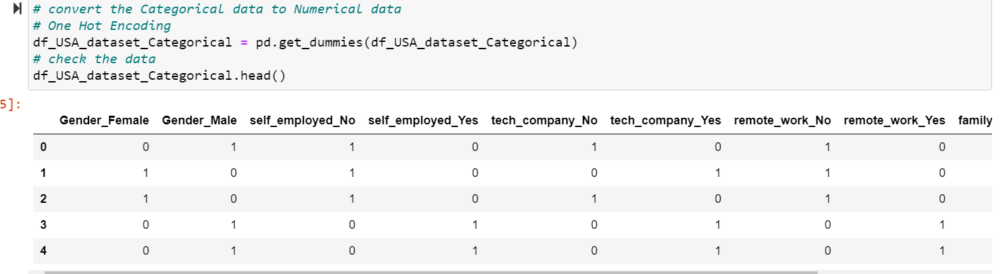 # convert the Categorical data to Numerical data
# One Hot Encoding
df_USA_dataset_Categorical = pd.get_dummies(df_USA_dataset_Categorical)
# check the data
df_USA_dataset_Categorical.head()
5]:
Gender_Female Gender_Male self_employed_No self_employed_Yes tech_company_No tech_company_Yes remote_work_No remote_work_Yes family
0 0 1 1 0 1 0 1 0
1 1 0 1 0 0 1 1 0
2 1 0 1 0 1 0 1 0
3 0 1 0 1 0 1 0 1
4 0 1 0 1 0 1 0 1